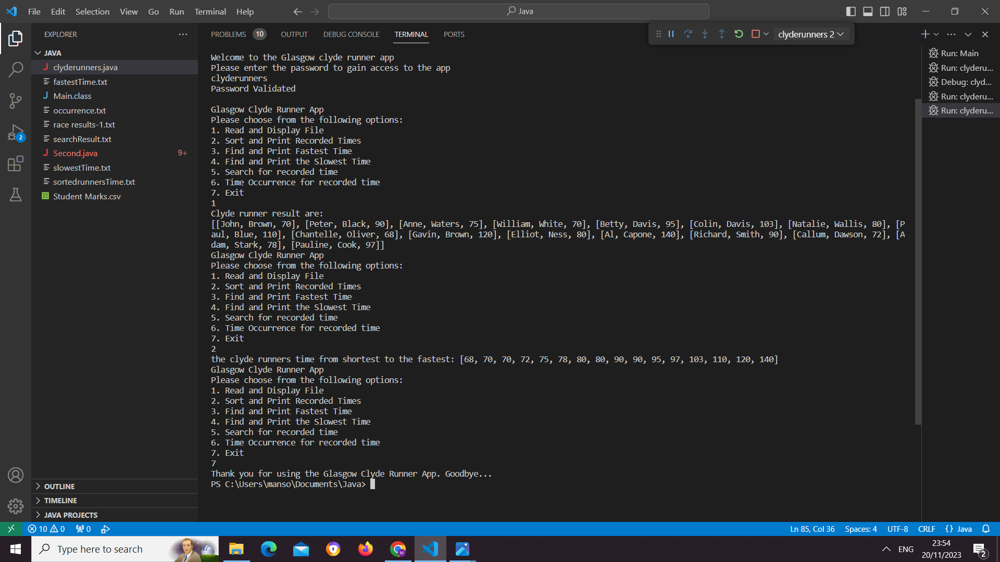 File Edit Selection View Go Run Terminal Help
Java
EXPLORER
JAVA
clyderunners.java
fastestTime.txt
Main.class
occurrence.txt
race results-1.txt
searchResult.txt
Second.java 9+
slowestTime.txt
sortedrunnersTime.txt
Student Marks.csv
OUTLINE
TIMELINE
JAVA PROJECTS
2
PROBLEMS 10 OUTPUT DEBUG CONSOLE TERMINAL PORTS
clyderunners 2
Welcome to the Glasgow clyde runner app
Please enter the password to gain access to the app
clyderunners
Password Validated
Glasgow Clyde Runner App
Please choose from the following options:
1. Read and Display File
2. Sort and Print Recorded Times
3. Find and Print Fastest Time
4. Find and Print the Slowest Time
5. Search for recorded time
6. Time Occurrence for recorded time
7. Exit
1
Clyde runner result are:
[[John, Brown, 70], [Peter, Black, 90], [Anne, Waters, 75], [William, White, 70], [Betty, Davis, 95], [Colin, Davis, 103], [Natalie, Wallis, 80], [P
aul, Blue, 110], [Chantelle, Oliver, 68], [Gavin, Brown, 120], [Elliot, Ness, 80], [Al, Capone, 140], [Richard, Smith, 90], [Callum, Dawson, 72], [A
dam, Stark, 78], [Pauline, Cook, 97]]
Glasgow Clyde Runner App
Please choose from the following options:
1. Read and Display File
2. Sort and Print Recorded Times
3. Find and Print Fastest Time
4. Find and Print the Slowest Time
5. Search for recorded time
6. Time Occurrence for recorded time
7. Exit
2
the clyde runners time from shortest to the fastest: [68, 70, 70, 72, 75, 78, 80, 80, 90, 90, 95, 97, 103, 110, 120, 140]
Glasgow Clyde Runner App
Please choose from the following options:
1. Read and Display File
2. Sort and Print Recorded Times
3. Find and Print Fastest Time
4. Find and Print the Slowest Time
5. Search for recorded time
6. Time Occurrence for recorded time
7. Exit
7
Thank you for using the Glasgow Clyde Runner App. Goodbye...
PS C:\Users\manso\Documents\Java>
Run: Main
Run: clyderu...
Debug: clyd...
Run: clyderu...
Run: clyderu...
10 0 0 Ln 85, Col 36 Spaces: 4 UTF-8 CRLF {} Java
Type here to search
M
ENG
23:54
20/11/2023
2